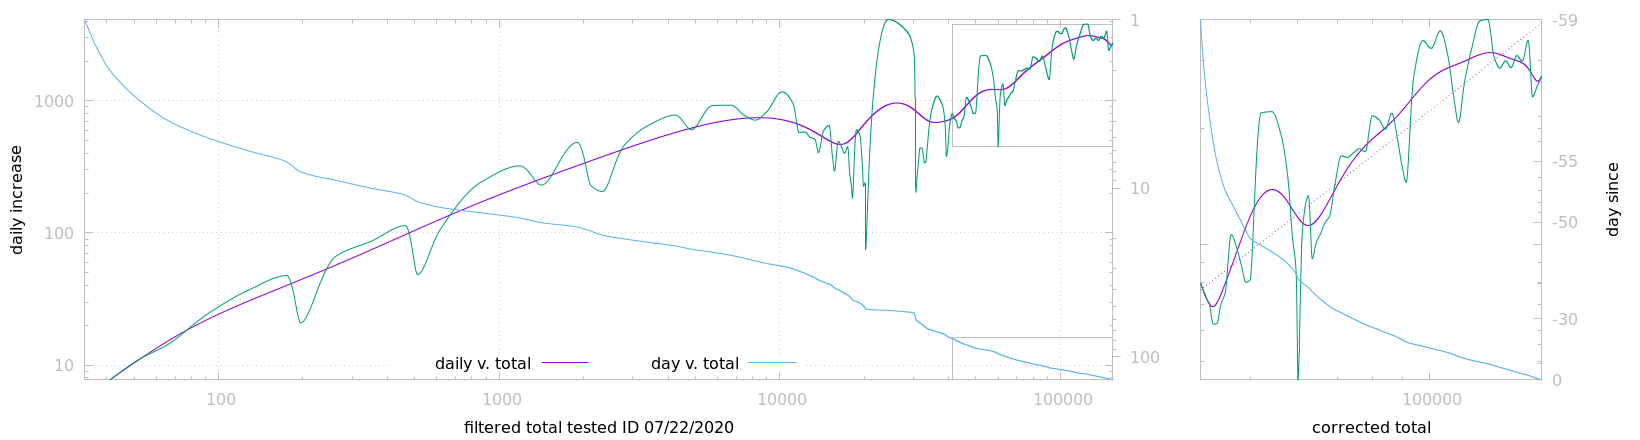 1
-59
1000
daily increase
-55
day since
10
-50
100
-30
daily v. total
day v. total
10
100
0
100
1000
10000
100000
100000
filtered total tested ID 07/22/2020
corrected total